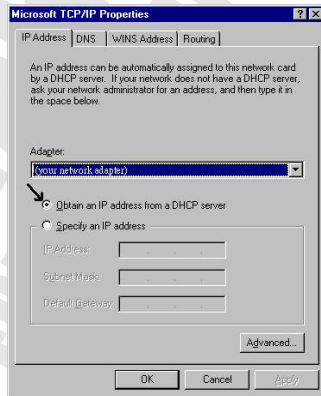 Microsoft TCP/IP Properties
IP Address DNS WINS Address Routing
An IP address can be automatically assigned to this network card
by a DHCP server. If your network does not have a DHCP server,
ask your network administrator for an address, and then type it in
the space below.
Adapter:
(your network adapter)
Obtain an IP address from a DHCP server
Specify an IP address
IP Address:
Subnet Mask:
Default Gateway:
Advanced...
OK Cancel Apply